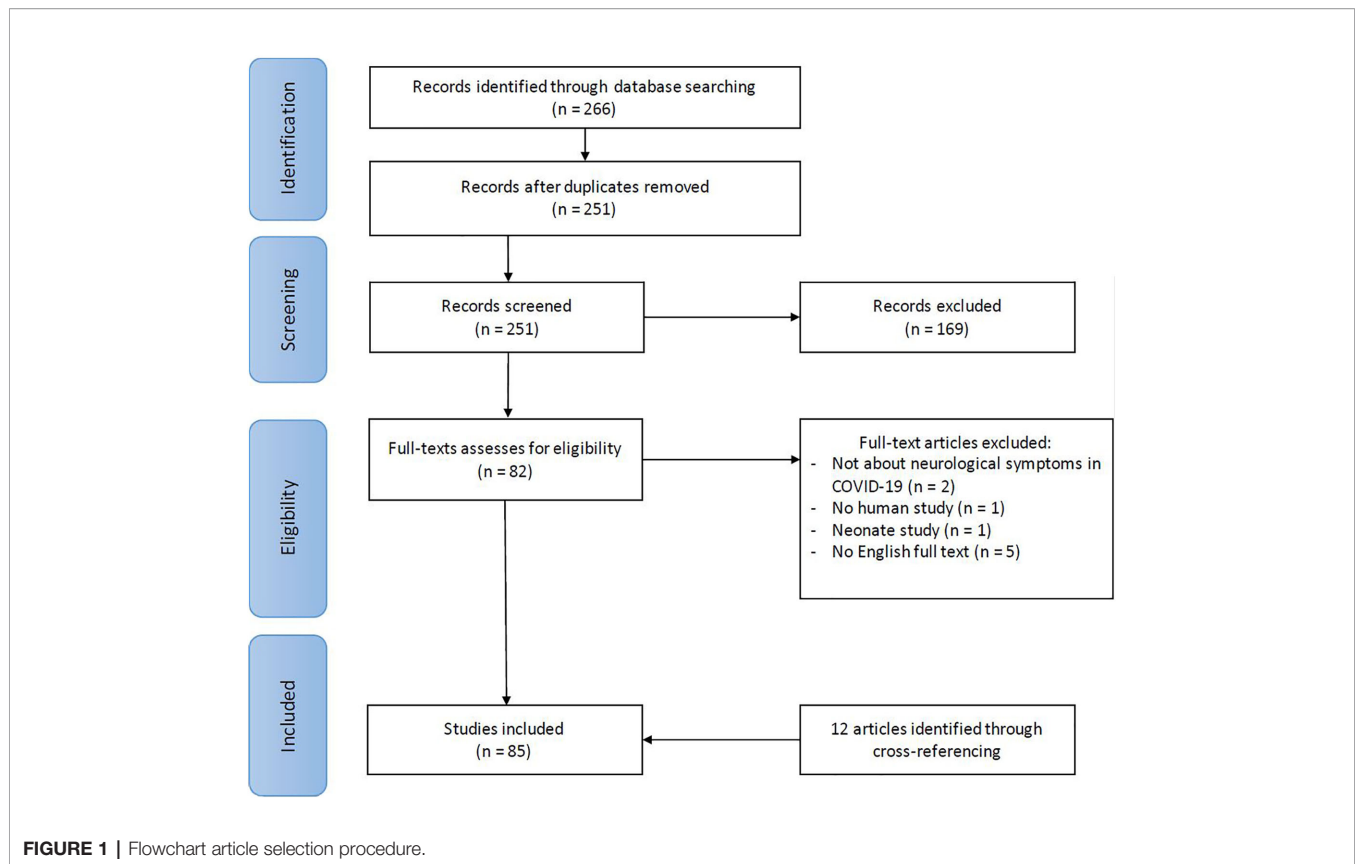 Identification
Records identified through database searching
(n = 266)
Records after duplicates removed
(n = 251)
Screening
Records screened
(n = 251)
Records excluded
(n = 169)
Eligibility
Full-texts assesses for eligibility
(n = 82)
Full-text articles excluded:
- Not about neurological symptoms in
COVID-19 (n = 2)
- No human study (n = 1)
- Neonate study (n = 1)
- No English full text (n = 5)
Included
Studies included
(n = 85)
12 articles identified through
cross-referencing
FIGURE 1 | Flowchart article selection procedure.